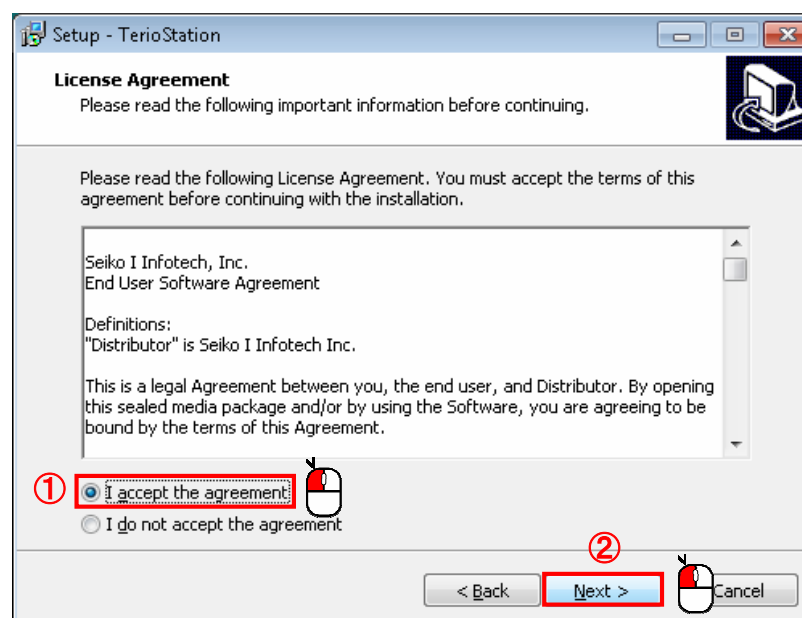 Setup - TerioStation
License Agreement
Please read the following important information before continuing.
Please read the following License Agreement. You must accept the terms of this
agreement before continuing with the installation.
Seiko I Infotech, Inc.
End User Software Agreement
Definitions:
"Distributor" is Seiko I Infotech Inc.
This is a legal Agreement between you, the end user, and Distributor. By opening
this sealed media package and/or by using the Software, you are agreeing to be
bound by the terms of this Agreement.
① I accept the agreement
I do not accept the agreement
②
< Back Next > Cancel